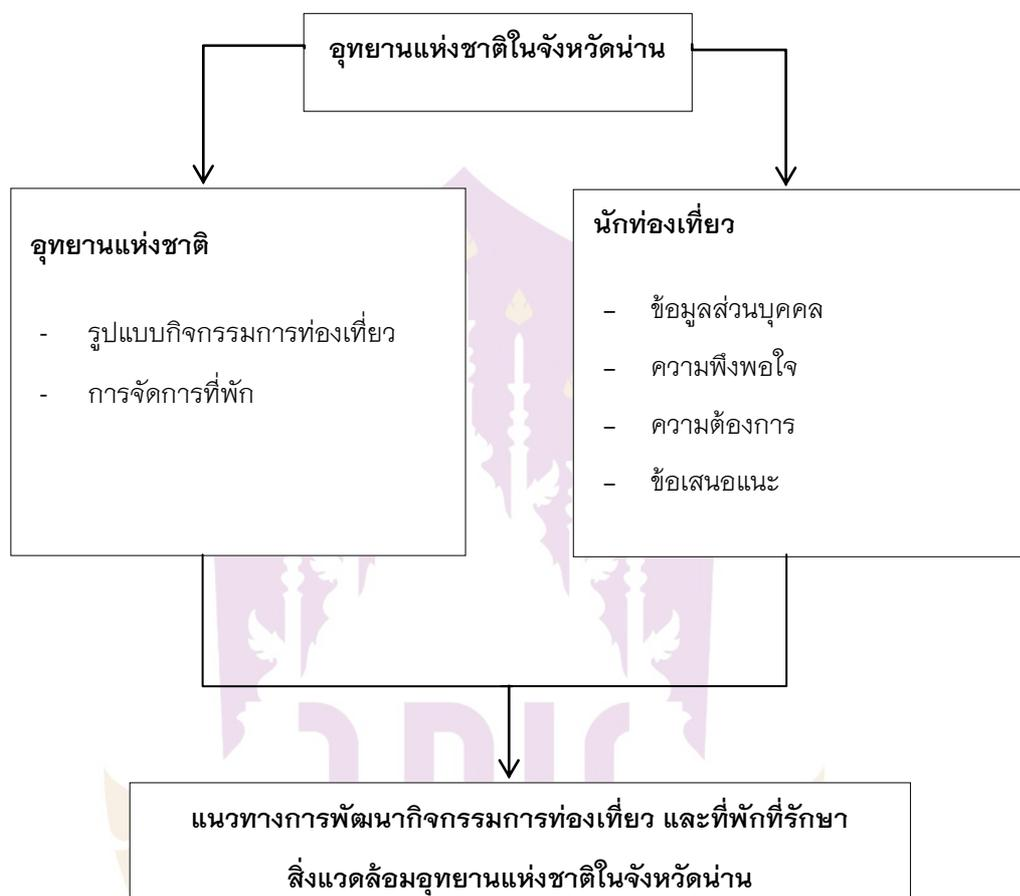 อุทยานแห่งชาติในจังหวัดน่าน
อุทยานแห่งชาติ
- รูปแบบกิจกรรมการท่องเที่ยว
- การจัดการที่พัก
นักท่องเที่ยว
– ข้อมูลส่วนบุคคล
– ความพึงพอใจ
– ความต้องการ
– ข้อเสนอแนะ
แนวทางการพัฒนากิจกรรมการท่องเที่ยว และที่พักที่รักษา
สิ่งแวดล้อมอุทยานแห่งชาติในจังหวัดน่าน